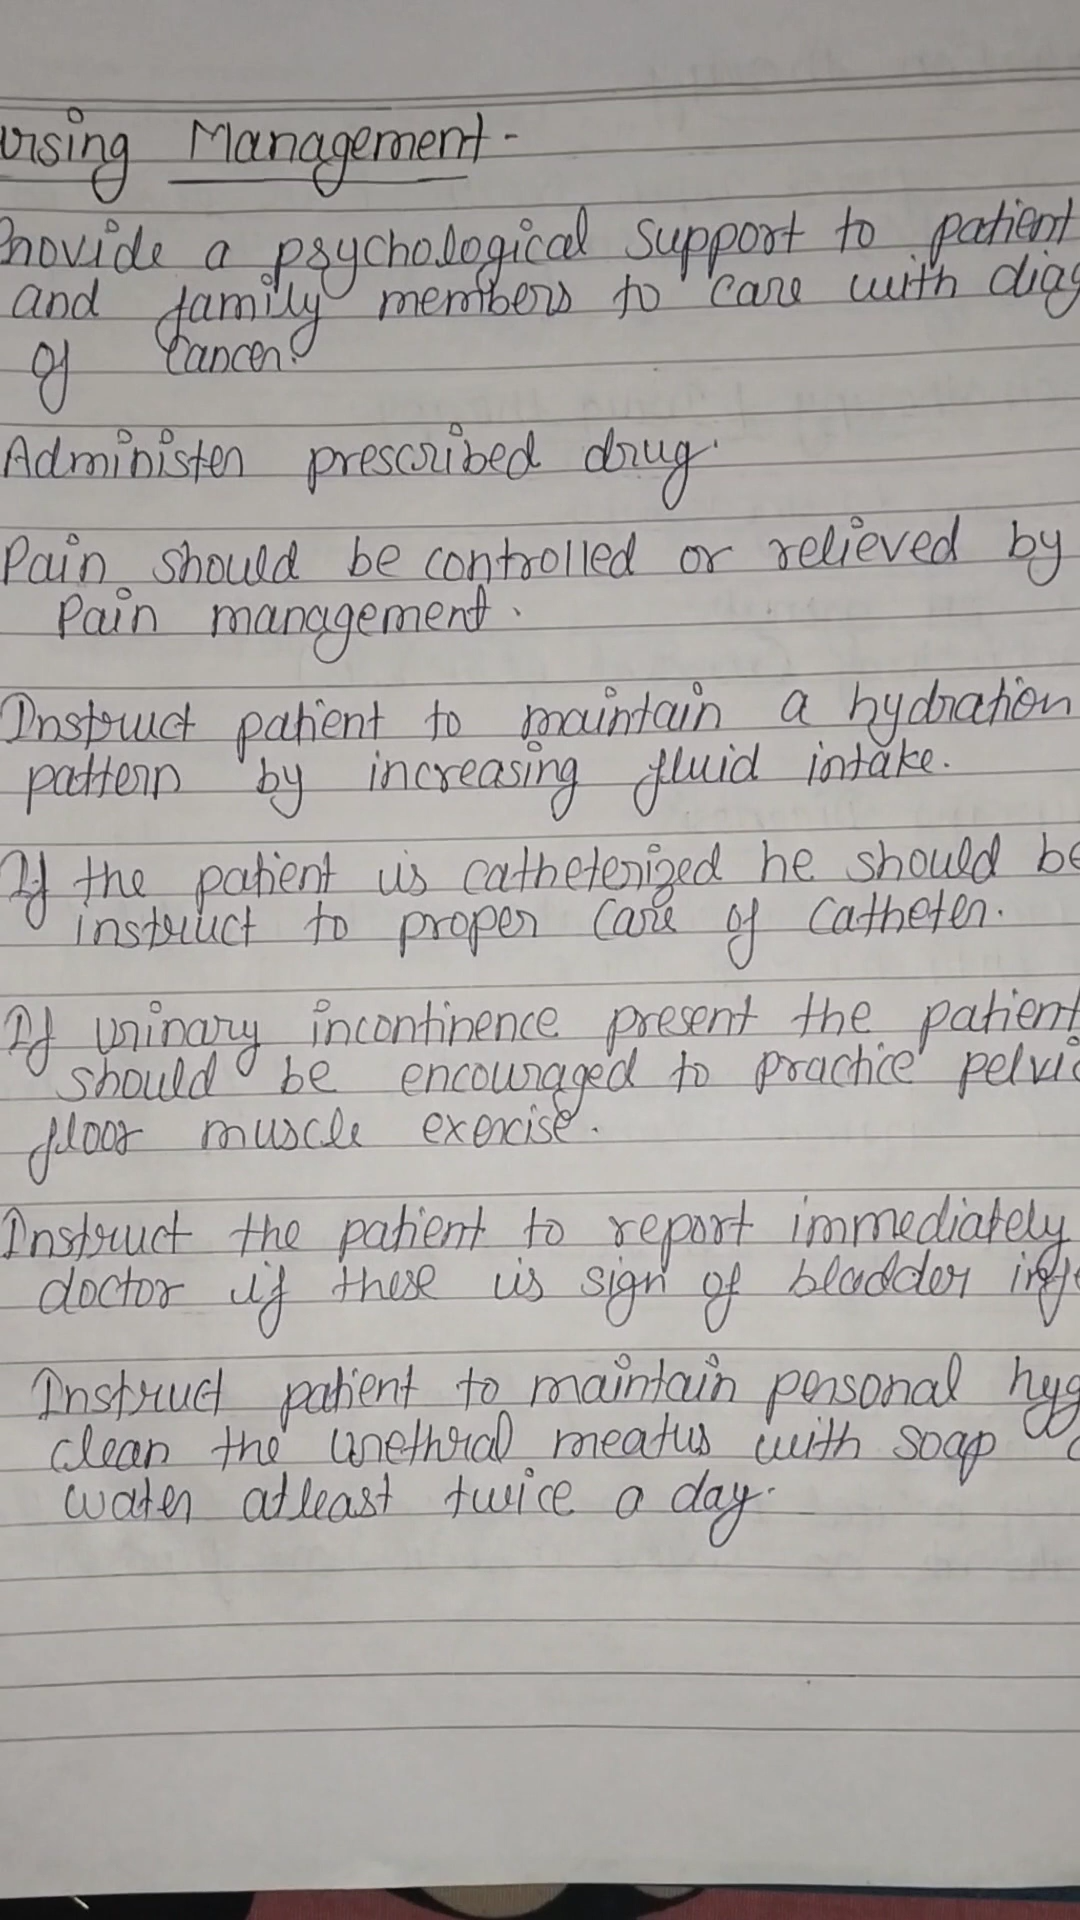 ursing Management-
Provide a psychological support to patient
and family members to care with diag
of Cancer.
Administer prescribed drug.
Pain should be controlled or relieved by
Pain management.
Instruct patient to maintain a hydration
pattern by increasing fluid intake.
If the patient is catheterized he should be
instruct to proper care of catheter.
If urinary incontinence present the patient
should be encouraged to practice pelvic
floor muscle exercise.
Instruct the patient to report immediately
doctor if these is sign of bladder infe
Instruct patient to maintain personal hyg
clean the urethral meatus with soap
water atleast twice a day.